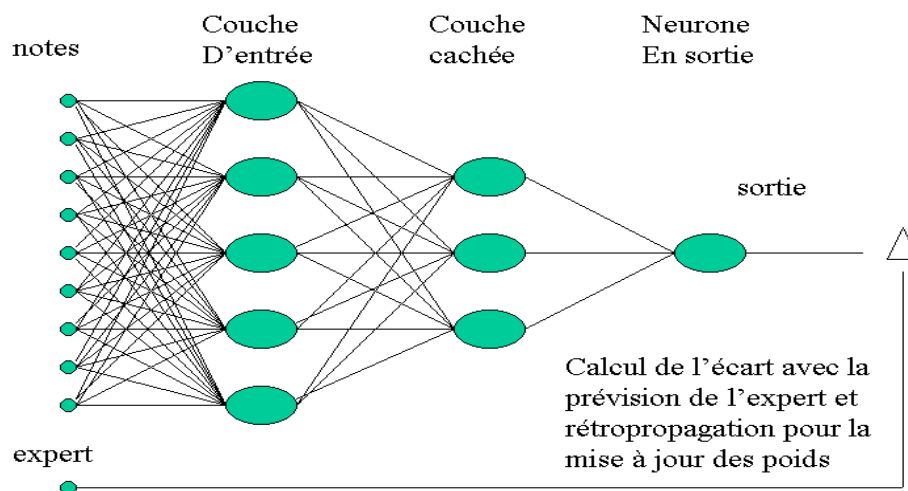 notes
Couche
D'entrée
Couche
cachée
Neurone
En sortie
sortie
Calcul de l'écart avec la
prévision de l'expert et
rétropropagation pour la
mise à jour des poids
expert